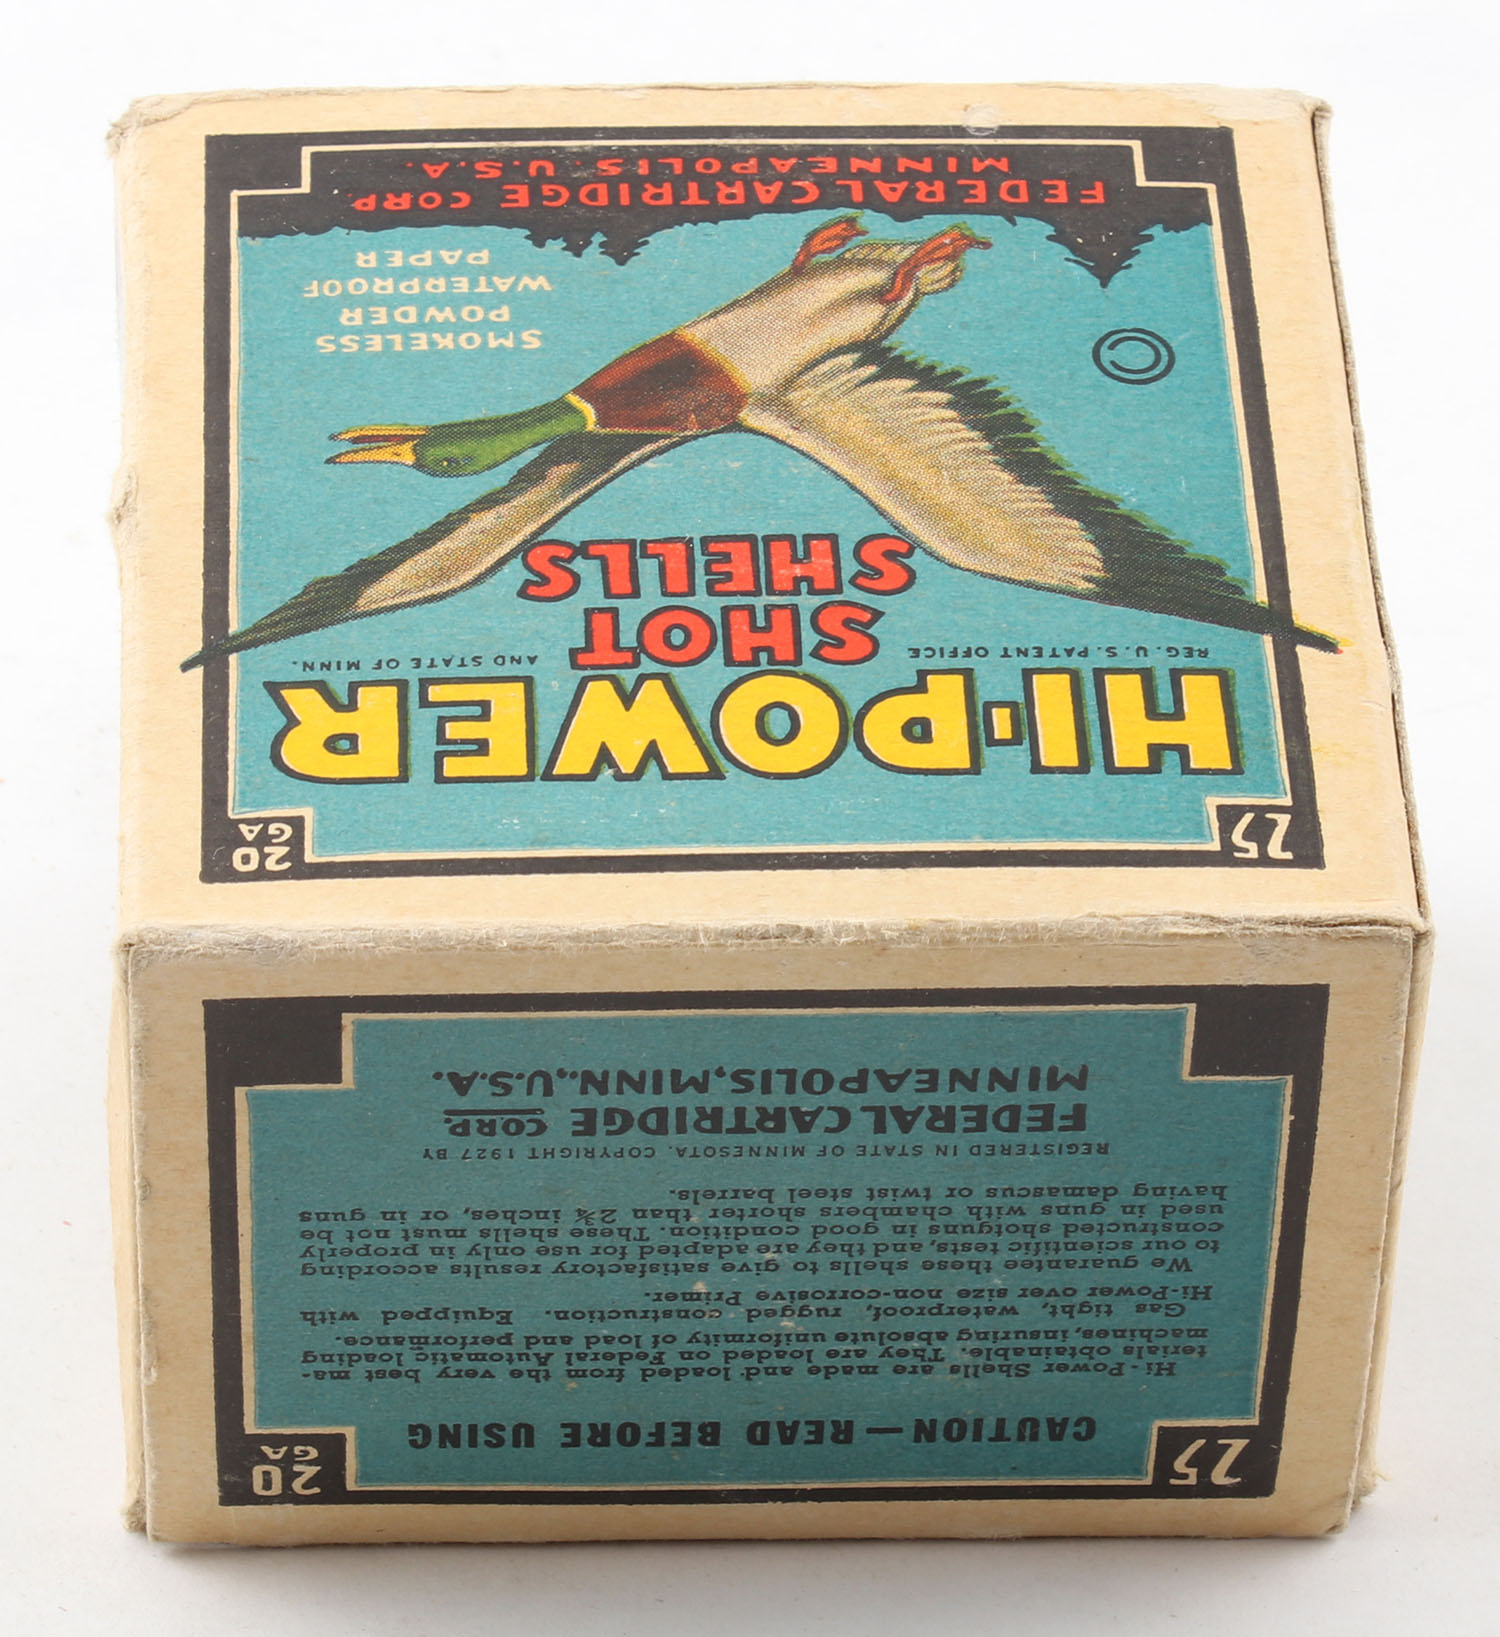 25
20
GA
CAUTION—READ BEFORE USING
Hi-Power Shells are made and loaded from the very best ma-
terials obtainable. They are loaded on Federal Automatic loading
machines, insuring absolute uniformity of load and performance.
Gas tight, waterproof, rugged construction. Equipped with
Hi-Power over size non-corrosive Primer.
We guarantee these shells to give satisfactory results according
to our scientific tests, and they are adapted for use only in properly
constructed shotguns in good condition. These shells must not be
used in guns with chambers shorter than 2¾ inches, or in guns
having damascus or twist steel barrels.
REGISTERED IN STATE OF MINNESOTA. COPYRIGHT 1927 BY
FEDERAL CARTRIDGE CORP.
MINNEAPOLIS, MINN., U.S.A.
25
20
GA
HI-POWER
REG. U.S. PATENT OFFICE
AND STATE OF MINN.
SHOT
SHELLS
©
SMOKELESS
POWDER
WATERPROOF
PAPER
FEDERAL CARTRIDGE CORP.
MINNEAPOLIS. U.S.A.